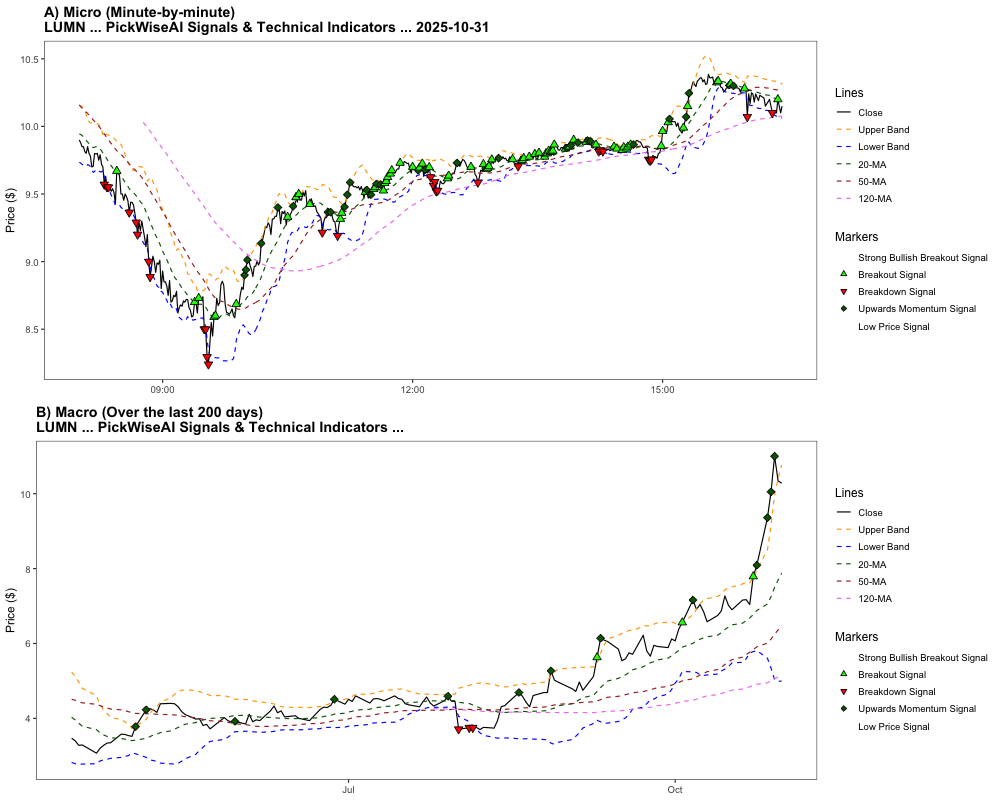 A) Micro (Minute-by-minute)
LUMN ... PickWiseAI Signals & Technical Indicators ... 2025-10-31
Price ($)
10.5
10.0
9.5
9.0
8.5
09:00
12:00
15:00
Lines
Close
Upper Band
Lower Band
20-MA
50-MA
120-MA
Markers
Strong Bullish Breakout Signal
Breakout Signal
Breakdown Signal
Upwards Momentum Signal
Low Price Signal
B) Macro (Over the last 200 days)
LUMN ... PickWiseAI Signals & Technical Indicators ...
Price ($)
10
8
6
4
Jul
Oct
Lines
Close
Upper Band
Lower Band
20-MA
50-MA
120-MA
Markers
Strong Bullish Breakout Signal
Breakout Signal
Breakdown Signal
Upwards Momentum Signal
Low Price Signal